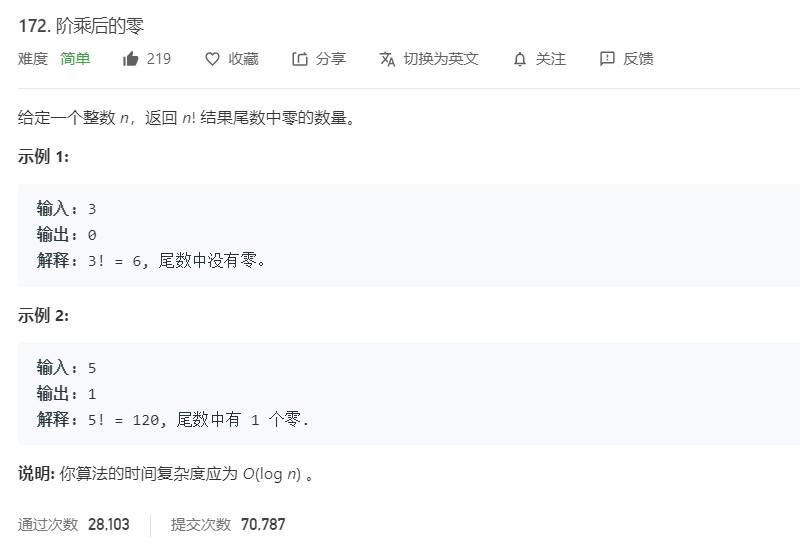 172. 阶乘后的零
难度 简单 219 收藏 分享 切换为英文 关注 反馈
给定一个整数 n，返回 n! 结果尾数中零的数量。
示例 1:
输入: 3
输出: 0
解释: 3! = 6, 尾数中没有零。
示例 2:
输入: 5
输出: 1
解释: 5! = 120, 尾数中有 1 个零.
说明: 你算法的时间复杂度应为 O(log n) 。
通过次数 28,103 提交次数 70,787